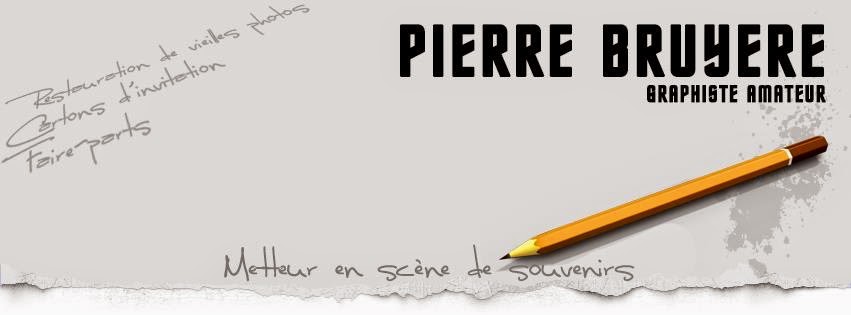 PIERRE BRUYERE
GRAPHISTE AMATEUR
Restauration de vieilles photos
Cartons d'invitation
Faire-parts
Metteur en scène de souvenirs